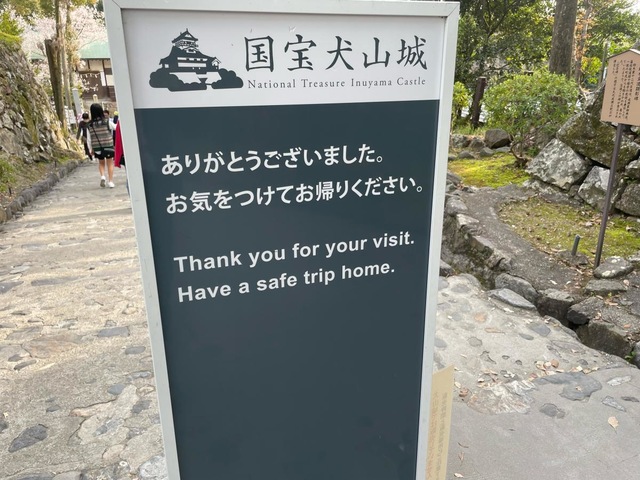 国宝犬山城
National Treasure Inuyama Castle
ありがとうございました。
お気をつけてお帰りください。
Thank you for your visit.
Have a safe trip home.